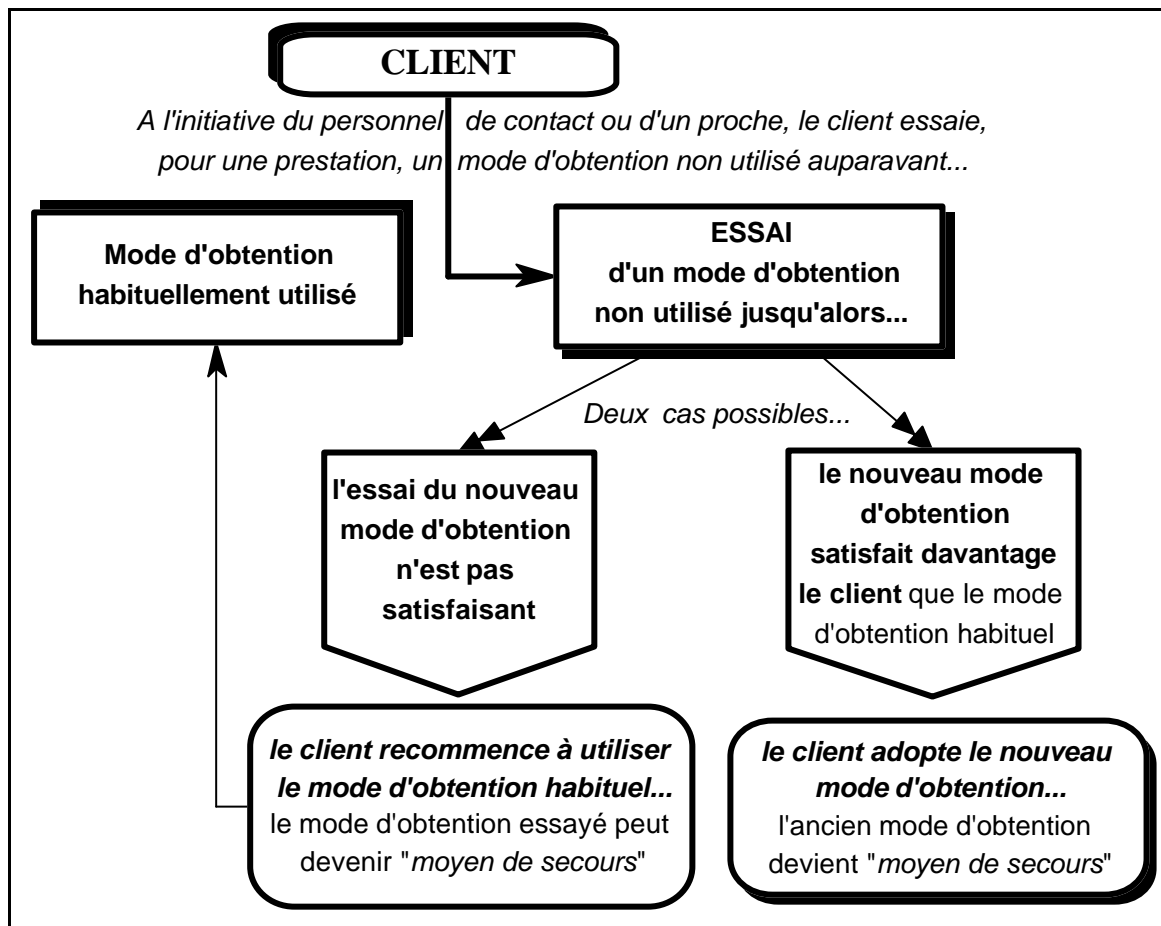 CLIENT
A l'initiative du personnel de contact ou d'un proche, le client essaie,
pour une prestation, un mode d'obtention non utilisé auparavant...
Mode d'obtention
habituellement utilisé
ESSAI
d'un mode d'obtention
non utilisé jusqu'alors...
Deux cas possibles...
l'essai du nouveau
mode d'obtention
n'est pas
satisfaisant
le nouveau mode
d'obtention
satisfait davantage
le client que le mode
d'obtention habituel
le client recommence à utiliser
le mode d'obtention habituel...
le mode d'obtention essayé peut
devenir "moyen de secours"
le client adopte le nouveau
mode d'obtention...
l'ancien mode d'obtention
devient "moyen de secours"